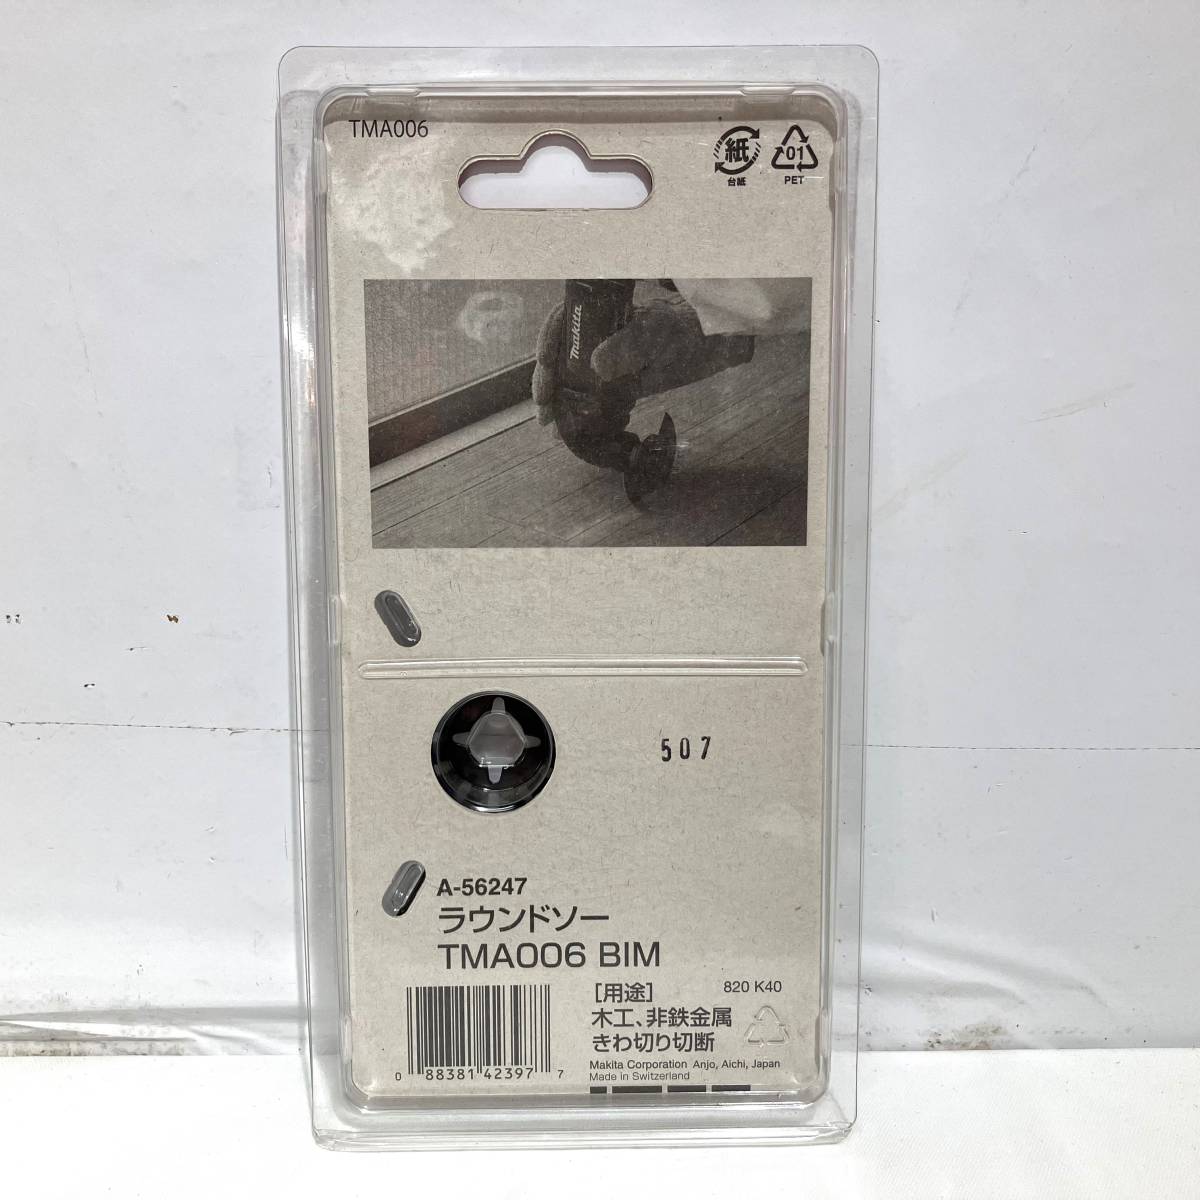 TMA006
紙
台紙
01
PET
makita
507
A-56247
ラウンドソー
TMA006 BIM
[用途]
820 K40
木工、非鉄金属
きわ切り切断
Makita Corporation Anjo, Aichi, Japan
Made in Switzerland
0 88381 42397 7